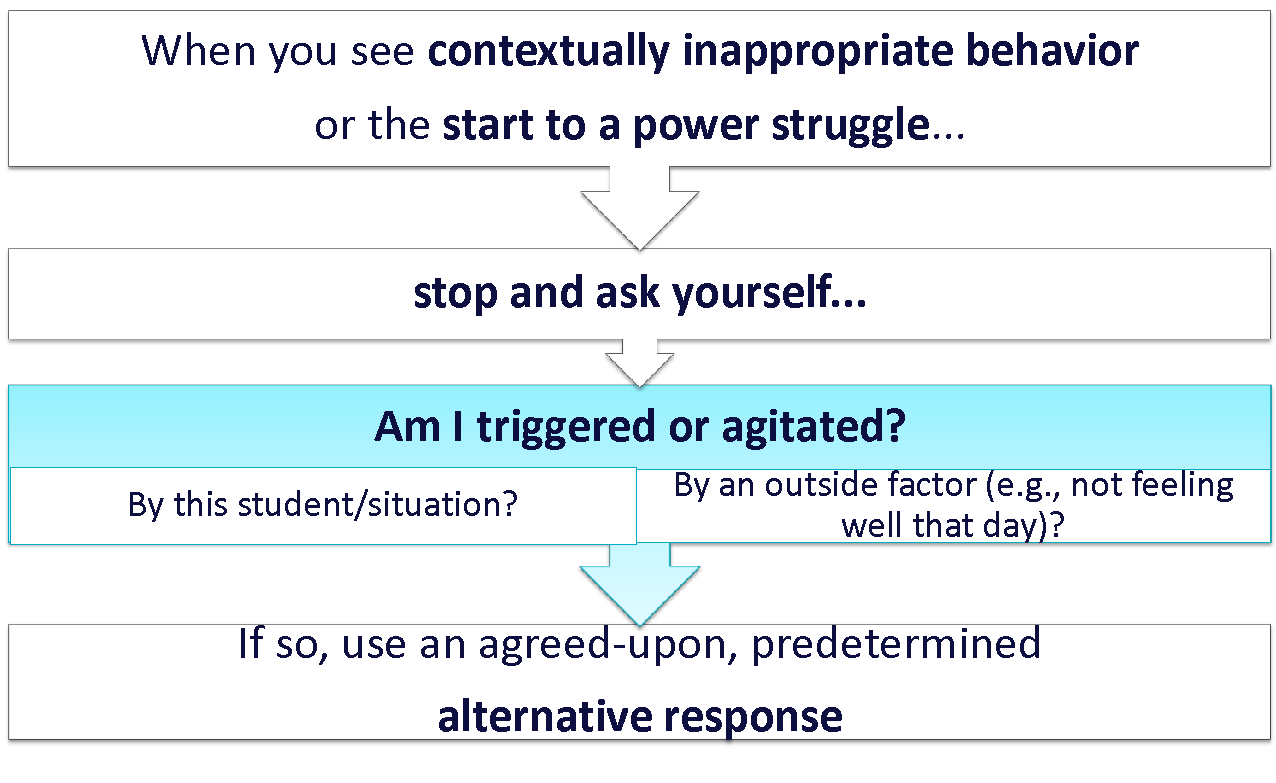 When you see contextually inappropriate behavior
or the start to a power struggle...
stop and ask yourself...
Am I triggered or agitated?
By this student/situation?
By an outside factor (e.g., not feeling
well that day)?
If so, use an agreed-upon, predetermined
alternative response